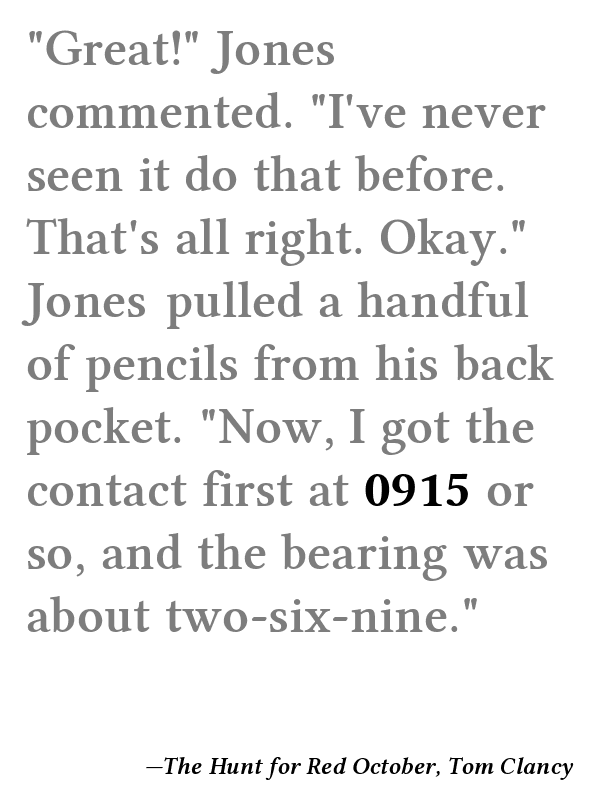 "Great!" Jones
commented. "I've never
seen it do that before.
That's all right. Okay."
Jones pulled a handful
of pencils from his back
pocket. "Now, I got the
contact first at 0915 or
so, and the bearing was
about two-six-nine."
—The Hunt for Red October, Tom Clancy